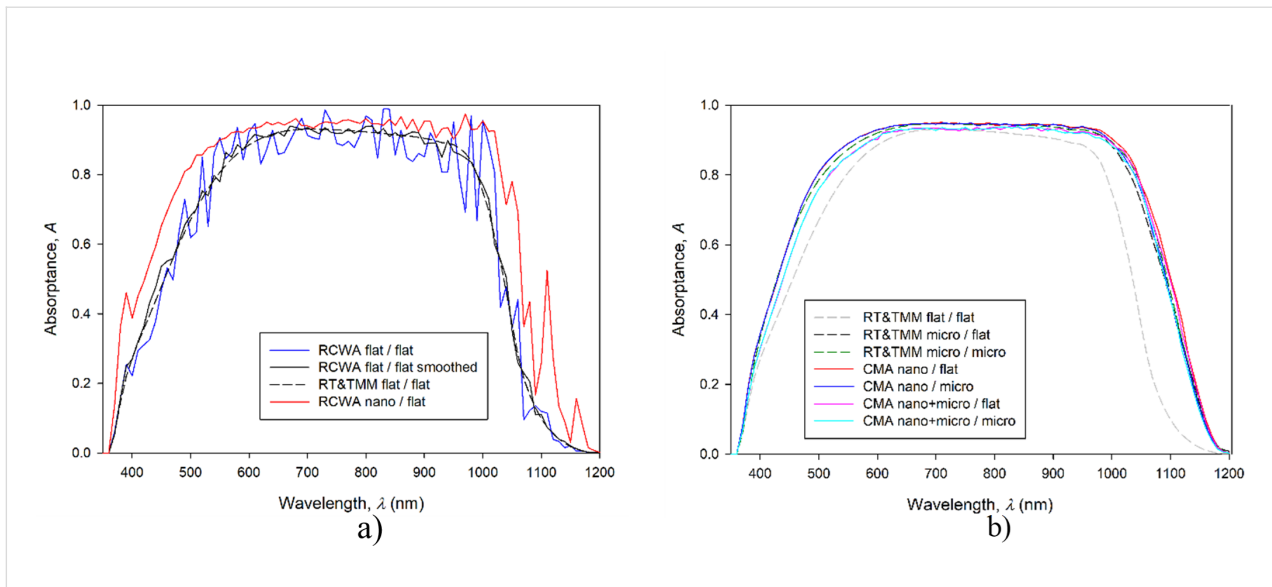 1.0
0.8
0.6
0.4
0.2
0.0
Absorptance, A
RCWA flat / flat
RCWA flat / flat smoothed
RT&TMM flat / flat
RCWA nano / flat
400 500 600 700 800 900 1000 1100 1200
Wavelength, λ (nm)
a)
1.0
0.8
0.6
0.4
0.2
0.0
Absorptance, A
RT&TMM flat / flat
RT&TMM micro / flat
RT&TMM micro / micro
CMA nano / flat
CMA nano / micro
CMA nano+micro / flat
CMA nano+micro / micro
400 500 600 700 800 900 1000 1100 1200
Wavelength, λ (nm)
b)